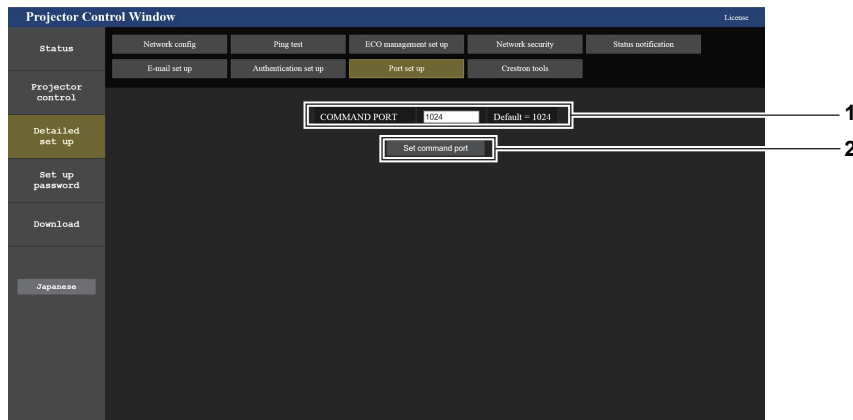 Projector Control Window
License
Status
Projector
control
Detailed
set up
Set up
password
Download
Japanese
Network config
Ping test
ECO management set up
Network security
Status notification
E-mail set up
Authentication set up
Port set up
Crestron tools
COMMAND PORT 1024 Default = 1024
1
Set command port
2